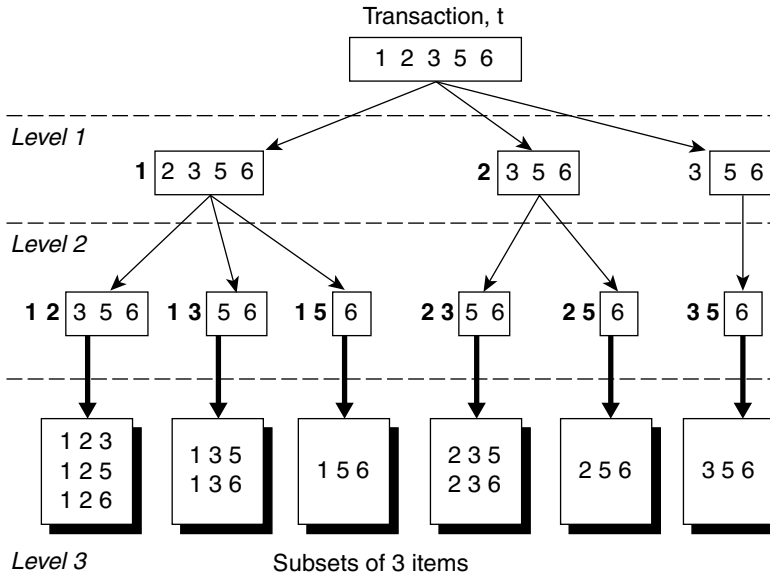 Transaction, t
1 2 3 5 6
Level 1
1 2 3 5 6
2 3 5 6
3 5 6
Level 2
1 2 3 5 6
1 3 5 6
1 5 6
2 3 5 6
2 5 6
3 5 6
1 2 3
1 2 5
1 2 6
1 3 5
1 3 6
1 5 6
2 3 5
2 3 6
2 5 6
3 5 6
Level 3
Subsets of 3 items